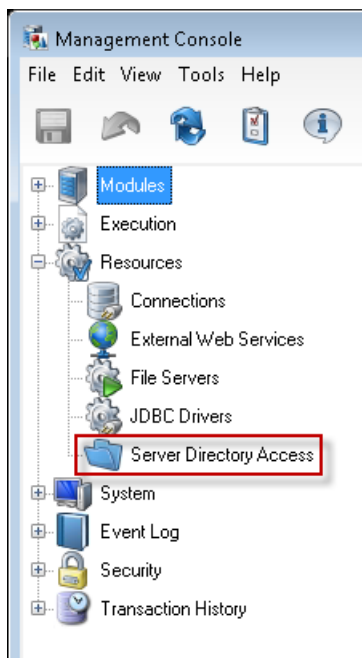 Management Console
File Edit View Tools Help
Modules
Execution
Resources
Connections
External Web Services
File Servers
JDBC Drivers
Server Directory Access
System
Event Log
Security
Transaction History